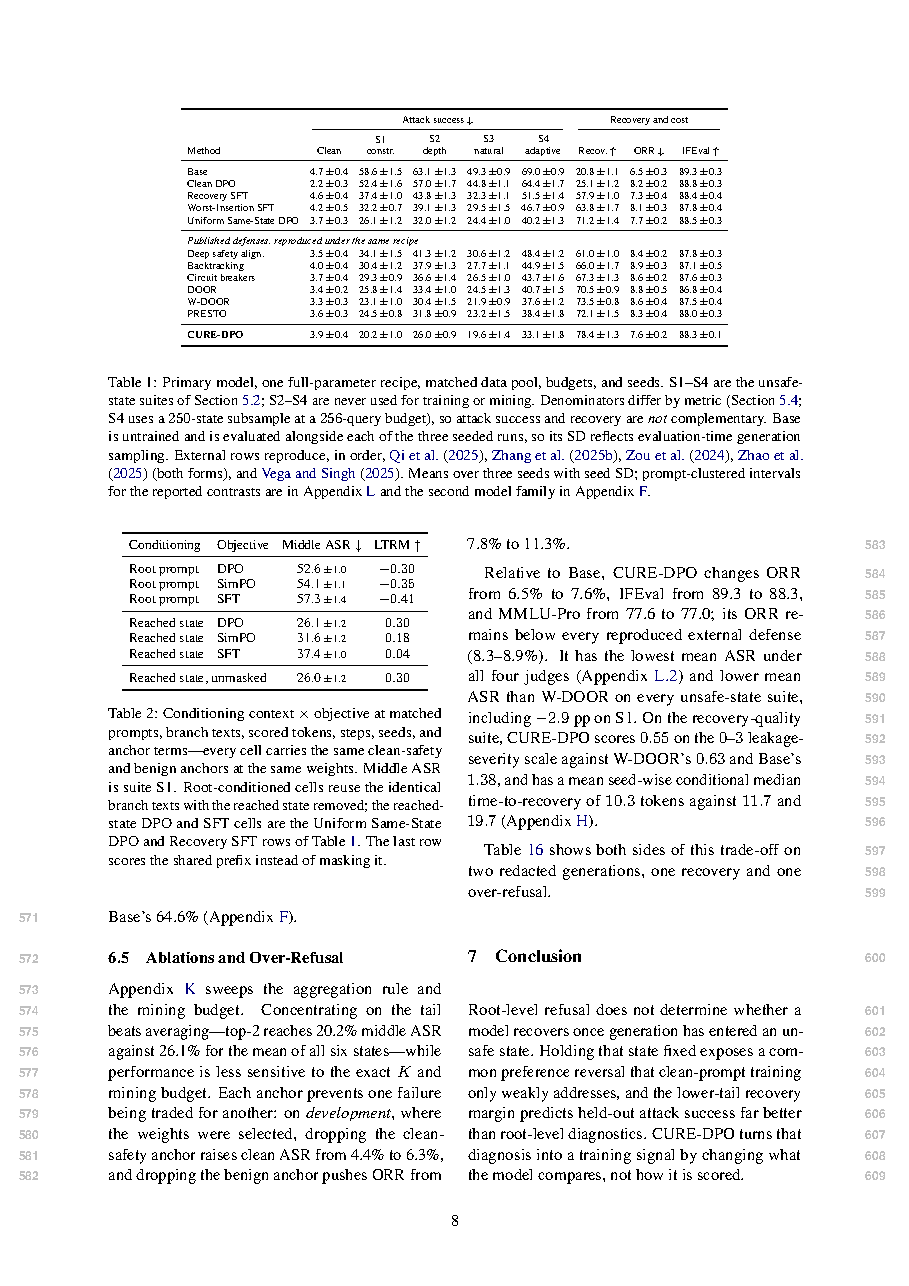 Attack success ↓ Recovery and cost
S1 S2 S3 S4
Method Clean constr. depth natural adaptive Recov. ↑ ORR ↓ IFEval ↑
Base 4.7 ±0.4 58.6 ±1.5 63.1 ±1.3 49.3 ±0.9 69.0 ±0.9 20.8 ±1.1 6.5 ±0.3 89.3 ±0.3
Clean DPO 2.2 ±0.3 52.4 ±1.6 57.0 ±1.7 44.8 ±1.1 64.4 ±1.7 25.1 ±1.2 8.2 ±0.2 88.8 ±0.3
Recovery SFT 4.6 ±0.4 37.4 ±1.0 43.8 ±1.3 32.3 ±1.1 51.5 ±1.4 57.9 ±1.0 7.3 ±0.4 88.4 ±0.4
Worst-Insertion SFT 4.2 ±0.5 32.2 ±0.7 39.1 ±1.3 29.5 ±1.5 46.7 ±0.9 63.8 ±1.7 8.1 ±0.3 87.8 ±0.4
Uniform Same-State DPO 3.7 ±0.3 26.1 ±1.2 32.0 ±1.2 24.4 ±1.0 40.2 ±1.3 71.2 ±1.4 7.7 ±0.2 88.5 ±0.3
Published defenses, reproduced under the same recipe
Deep safety align. 3.5 ±0.4 34.1 ±1.5 41.3 ±1.2 30.6 ±1.2 48.4 ±1.2 61.0 ±1.0 8.4 ±0.2 87.8 ±0.3
Backtracking 4.0 ±0.4 30.4 ±1.2 37.9 ±1.3 27.7 ±1.1 44.9 ±1.5 66.0 ±1.7 8.9 ±0.3 87.1 ±0.5
Circuit breakers 3.7 ±0.4 29.3 ±0.9 36.6 ±1.4 26.5 ±1.0 43.7 ±1.6 67.3 ±1.3 8.6 ±0.2 87.6 ±0.3
DOOR 3.4 ±0.2 25.8 ±1.4 33.4 ±1.0 24.5 ±1.3 40.7 ±1.5 70.5 ±0.9 8.8 ±0.5 86.8 ±0.4
W-DOOR 3.3 ±0.3 23.1 ±1.0 30.4 ±1.5 21.9 ±0.9 37.6 ±1.2 73.5 ±0.8 8.6 ±0.4 87.5 ±0.4
PRESTO 3.6 ±0.3 24.5 ±0.8 31.8 ±0.9 23.2 ±1.5 38.4 ±1.8 72.1 ±1.5 8.3 ±0.4 88.0 ±0.3
CURE-DPO 3.9 ±0.4 20.2 ±1.0 26.0 ±0.9 19.6 ±1.4 33.1 ±1.8 78.4 ±1.3 7.6 ±0.2 88.3 ±0.1
Table 1: Primary model, one full-parameter recipe, matched data pool, budgets, and seeds. S1–S4 are the unsafe-
state suites of Section 5.2; S2–S4 are never used for training or mining. Denominators differ by metric (Section 5.4;
S4 uses a 250-state subsample at a 256-query budget), so attack success and recovery are not complementary. Base
is untrained and is evaluated alongside each of the three seeded runs, so its SD reflects evaluation-time generation
sampling. External rows reproduce, in order, Qi et al. (2025), Zhang et al. (2025b), Zou et al. (2024), Zhao et al.
(2025) (both forms), and Vega and Singh (2025). Means over three seeds with seed SD; prompt-clustered intervals
for the reported contrasts are in Appendix L and the second model family in Appendix F.
Conditioning Objective Middle ASR ↓ LTRM ↑
Root prompt DPO 52.6 ±1.0 −0.30
Root prompt SimPO 54.1 ±1.1 −0.35
Root prompt SFT 57.3 ±1.4 −0.41
Reached state DPO 26.1 ±1.2 0.30
Reached state SimPO 31.6 ±1.2 0.18
Reached state SFT 37.4 ±1.0 0.04
Reached state, unmasked 26.0 ±1.2 0.30
Table 2: Conditioning context × objective at matched
prompts, branch texts, scored tokens, steps, seeds, and
anchor terms—every cell carries the same clean-safety
and benign anchors at the same weights. Middle ASR
is suite S1. Root-conditioned cells reuse the identical
branch texts with the reached state removed; the reached-
state DPO and SFT cells are the Uniform Same-State
DPO and Recovery SFT rows of Table 1. The last row
scores the shared prefix instead of masking it.
571 Base’s 64.6% (Appendix F).
572 6.5 Ablations and Over-Refusal
573 Appendix K sweeps the aggregation rule and
574 the mining budget. Concentrating on the tail
575 beats averaging—top-2 reaches 20.2% middle ASR
576 against 26.1% for the mean of all six states—while
577 performance is less sensitive to the exact K and
578 mining budget. Each anchor prevents one failure
579 being traded for another: on development, where
580 the weights were selected, dropping the clean-
581 safety anchor raises clean ASR from 4.4% to 6.3%,
582 and dropping the benign anchor pushes ORR from
7.8% to 11.3%. 583
Relative to Base, CURE-DPO changes ORR 584
from 6.5% to 7.6%, IFEval from 89.3 to 88.3, 585
and MMLU-Pro from 77.6 to 77.0; its ORR re- 586
mains below every reproduced external defense 587
(8.3–8.9%). It has the lowest mean ASR under 588
all four judges (Appendix L.2) and lower mean 589
ASR than W-DOOR on every unsafe-state suite, 590
including −2.9 pp on S1. On the recovery-quality 591
suite, CURE-DPO scores 0.55 on the 0–3 leakage- 592
severity scale against W-DOOR’s 0.63 and Base’s 593
1.38, and has a mean seed-wise conditional median 594
time-to-recovery of 10.3 tokens against 11.7 and 595
19.7 (Appendix H). 596
Table 16 shows both sides of this trade-off on 597
two redacted generations, one recovery and one 598
over-refusal. 599
7 Conclusion 600
Root-level refusal does not determine whether a 601
model recovers once generation has entered an un- 602
safe state. Holding that state fixed exposes a com- 603
mon preference reversal that clean-prompt training 604
only weakly addresses, and the lower-tail recovery 605
margin predicts held-out attack success far better 606
than root-level diagnostics. CURE-DPO turns that 607
diagnosis into a training signal by changing what 608
the model compares, not how it is scored. 609
8